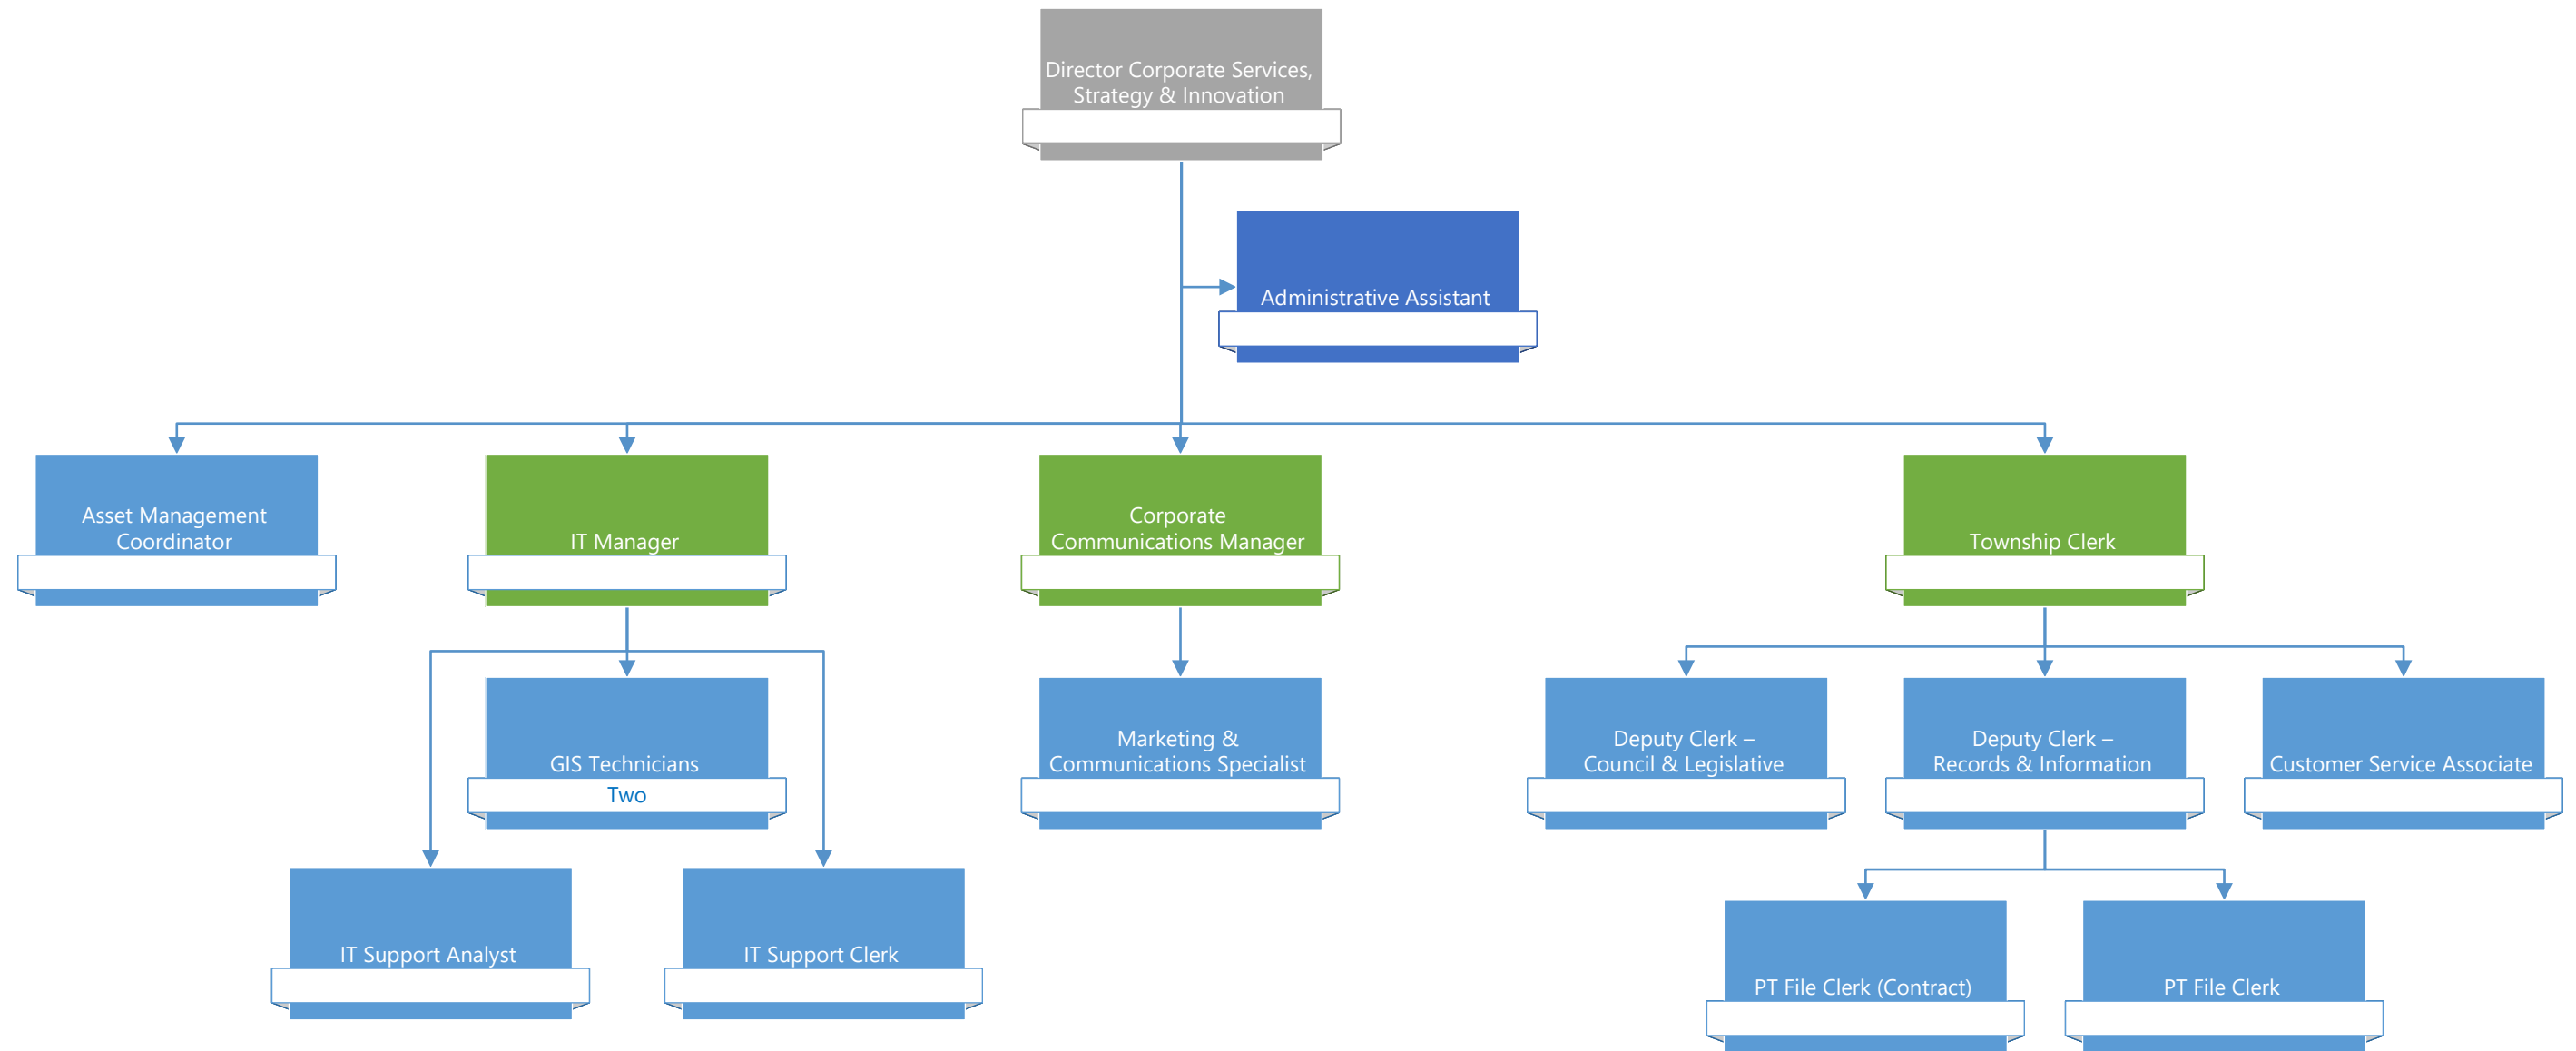 Director Corporate Services,
Strategy & Innovation
Administrative Assistant
Asset Management
Coordinator
IT Manager
Corporate
Communications Manager
Township Clerk
GIS Technicians
Two
Marketing &
Communications Specialist
Deputy Clerk –
Council & Legislative
Deputy Clerk –
Records & Information
Customer Service Associate
IT Support Analyst
IT Support Clerk
PT File Clerk (Contract)
PT File Clerk